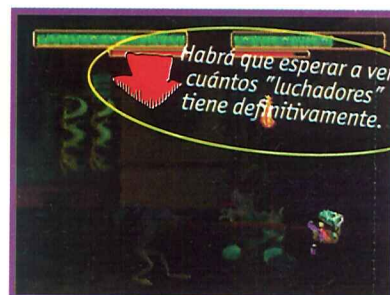 Habrá que esperar a ver
cuántos "luchadores"
tiene definitivamente.